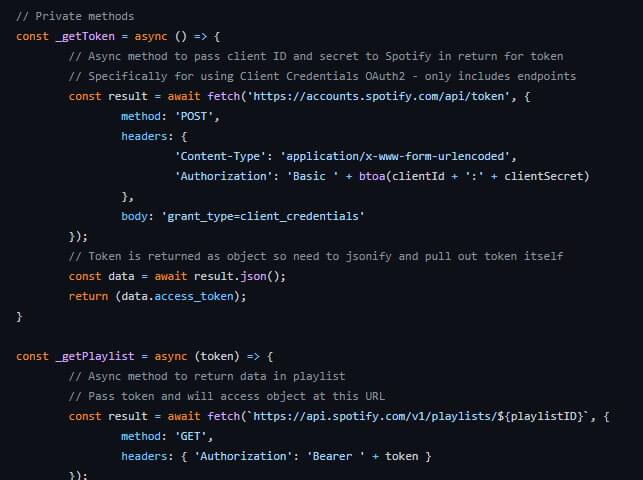 // Private methods
const _getToken = async () => {
// Async method to pass client ID and secret to Spotify in return for token
// Specifically for using Client Credentials OAuth2 - only includes endpoints
const result = await fetch('https://accounts.spotify.com/api/token', {
method: 'POST',
headers: {
'Content-Type': 'application/x-www-form-urlencoded',
'Authorization': 'Basic ' + btoa(clientId + ':' + clientSecret)
},
body: 'grant_type=client_credentials'
});
// Token is returned as object so need to jsonify and pull out token itself
const data = await result.json();
return (data.access_token);
}
const _getPlaylist = async (token) => {
// Async method to return data in playlist
// Pass token and will access object at this URL
const result = await fetch(`https://api.spotify.com/v1/playlists/${playlistID}`, {
method: 'GET',
headers: { 'Authorization': 'Bearer ' + token }
});